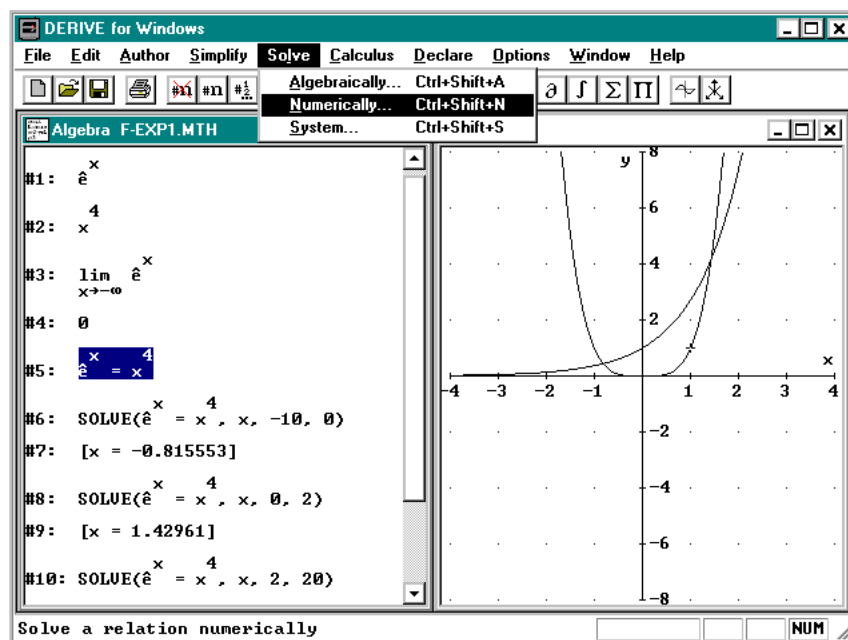 DERIVE for Windows
File Edit Author Simplify Solve Calculus Declare Options Window Help
#n #n #½ ∂ ∫ Σ Π
Algebraically... Ctrl+Shift+A
Numerically... Ctrl+Shift+N
System... Ctrl+Shift+S
Algebra F-EXP1.MTH
#1: ê^x
#2: x^4
#3: lim ê^x
x→-∞
#4: 0
#5: ê^x = x^4
#6: SOLVE(ê^x = x^4, x, -10, 0)
#7: [x = -0.815553]
#8: SOLVE(ê^x = x^4, x, 0, 2)
#9: [x = 1.42961]
#10: SOLVE(ê^x = x^4, x, 2, 20)
y 8
6
4
2
x
-4 -3 -2 -1 1 2 3 4
-2
-4
-6
-8
Solve a relation numerically NUM